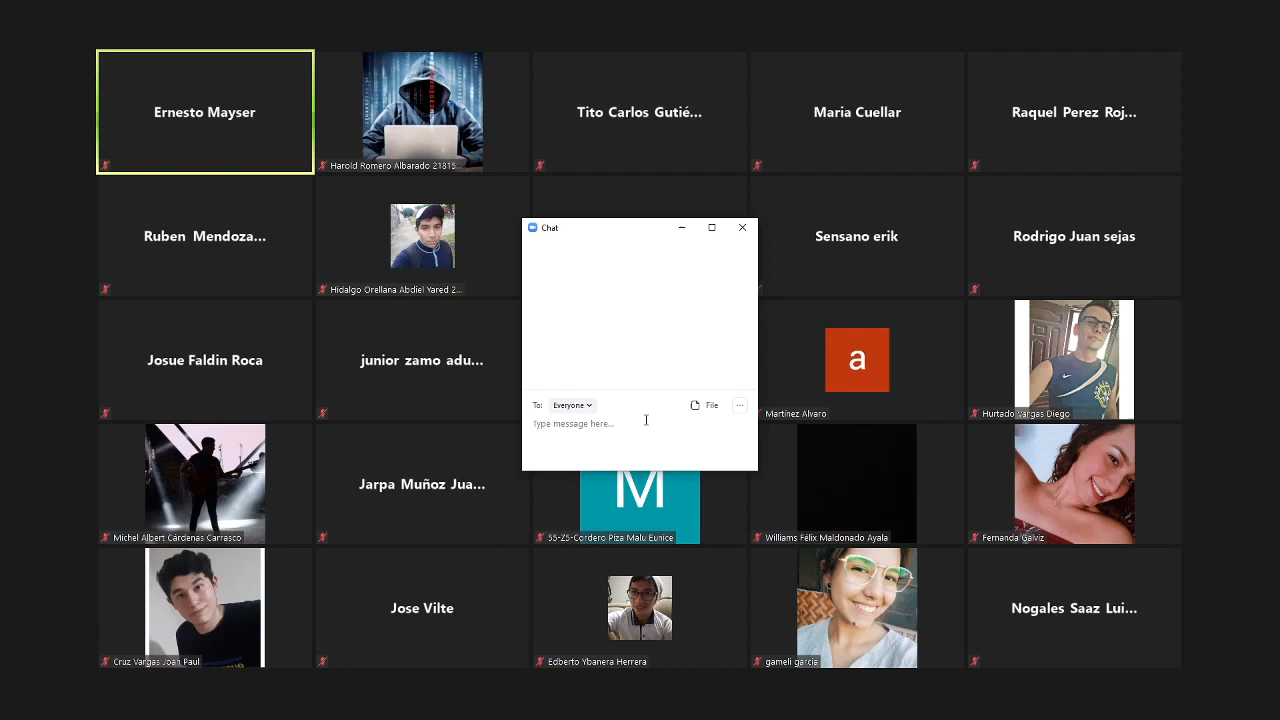 Ernesto Mayser
Harold Romero Albarado 21815...
Tito Carlos Gutié...
Maria Cuellar
Raquel Perez Roj...
Ruben Mendoza...
Hidalgo Orellana Abdiel Yared 2...
Chat
Sensano erik
Rodrigo Juan sejas
Josue Faldin Roca
junior zamo adu...
To: Everyone
File
Type message here...
a
Martínez Alvaro
Hurtado Vargas Diego
Michel Albert Cárdenas Carrasco
Jarpa Muñoz Jua...
M
55-Z5-Cordero Piza Malu Eunice
Williams Félix Maldonado Ayala
Fernanda Galviz
Cruz Vargas Joan Paul
Jose Vilte
Edberto Ybanera Herrera
gameli garcia
Nogales Saaz Lui...